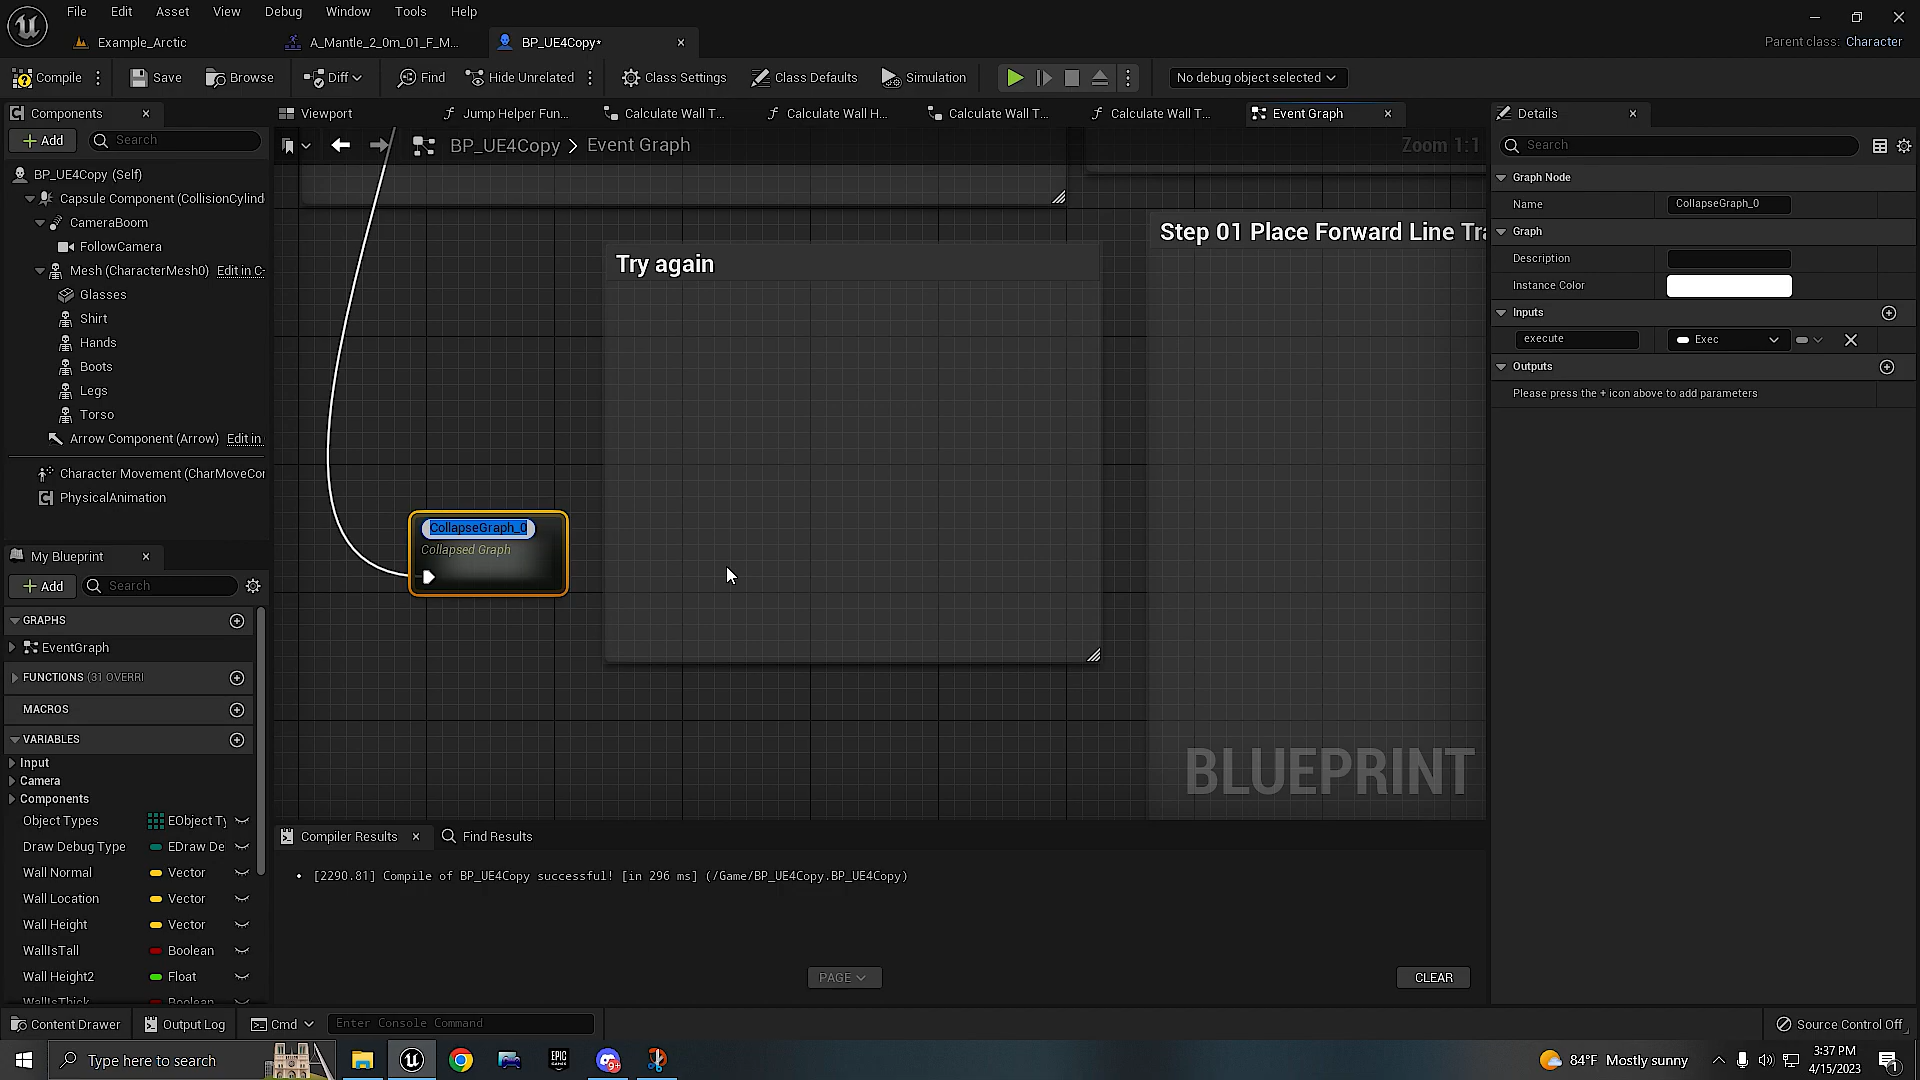 File Edit View Debug Window Tools Help
Example_Arctic A_Mantle_2_0m_01_F_M... BP_UE4Copy*
Parent class: Character
Compile Save Browse Diff Find Hide Unrelated Class Settings Class Defaults Simulation No debug object selected
Components
Viewport Jump Helper Fun... Calculate Wall T... Calculate Wall H... Calculate Wall T... Calculate Wall T... Event Graph
Details
Add Search
BP_UE4Copy > Event Graph
Zoom 1:1
Search
BP_UE4Copy (Self)
Capsule Component (CollisionCylind
CameraBoom
FollowCamera
Mesh (CharacterMesh0) Edit in C-
Glasses
Shirt
Hands
Boots
Legs
Torso
Arrow Component (Arrow) Edit in
Character Movement (CharMoveCor
PhysicalAnimation
Try again
Step 01 Place Forward Line Tra
CollapseGraph_0
Collapsed Graph
BLUEPRINT
Graph Node
Name CollapseGraph_0
Graph
Description
Instance Color
Inputs
execute Exec
Outputs
Please press the + icon above to add parameters
My Blueprint
Add Search
GRAPHS
EventGraph
FUNCTIONS (31 OVERRI
MACROS
VARIABLES
Input
Camera
Components
Object Types EObject Ty
Draw Debug Type EDraw De
Wall Normal Vector
Wall Location Vector
Wall Height Vector
WallIsTall Boolean
Wall Height2 Float
WallIsThick Boolean
Compiler Results Find Results
• [2290.81] Compile of BP_UE4Copy successful! [in 296 ms] (/Game/BP_UE4Copy.BP_UE4Copy)
PAGE
CLEAR
Content Drawer Output Log Cmd Enter Console Command
Source Control Off
Type here to search
EPIC GAMES
84°F Mostly sunny
3:37 PM
4/15/2023
1